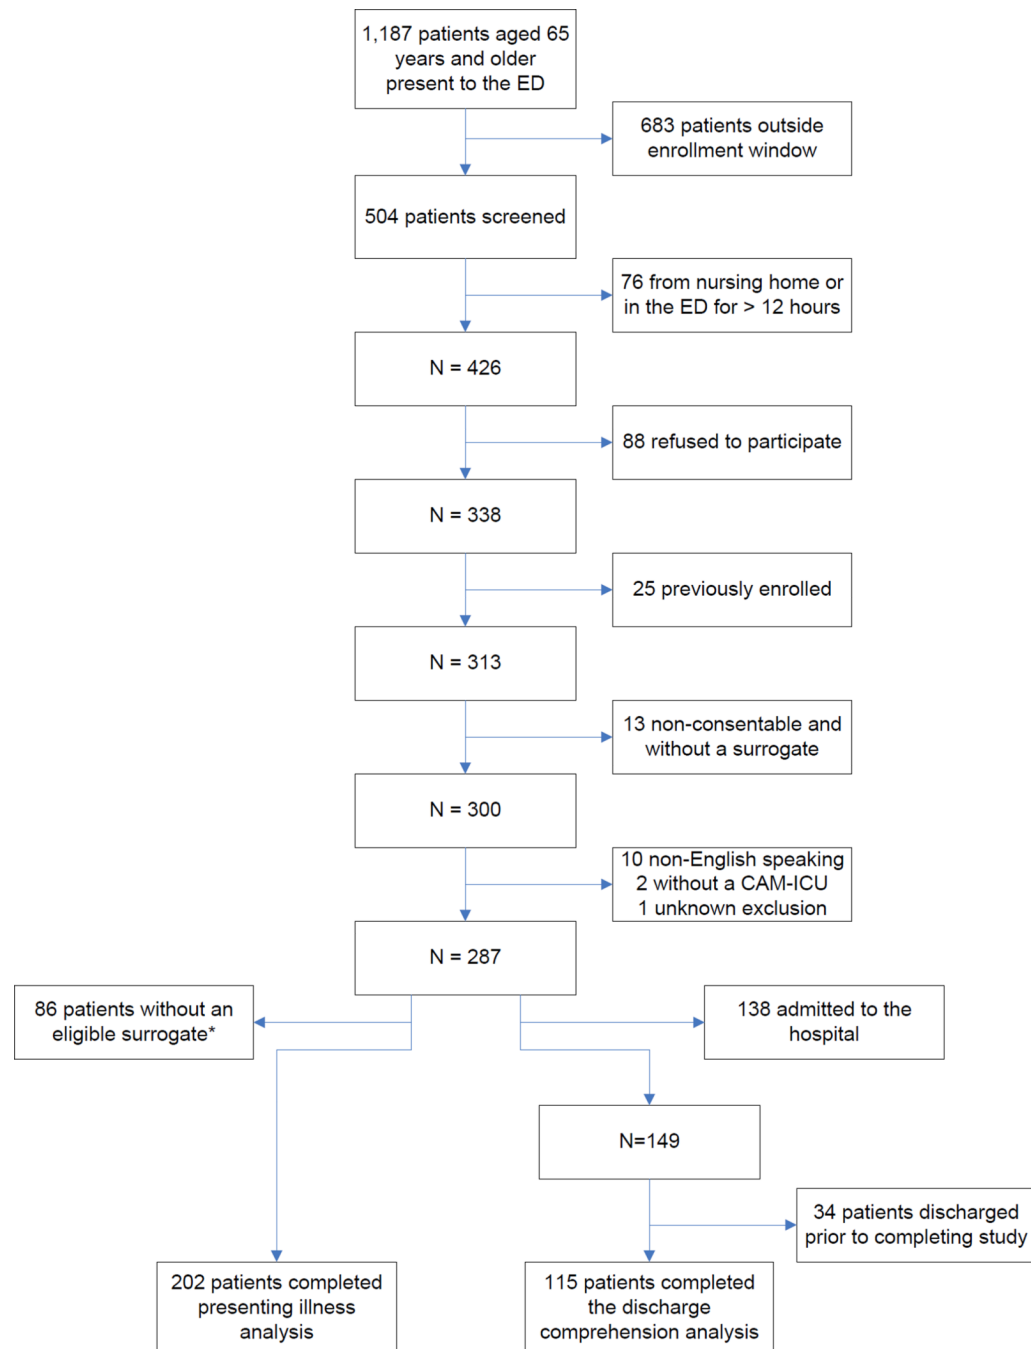 1,187 patients aged 65
years and older
present to the ED
683 patients outside
enrollment window
504 patients screened
76 from nursing home or
in the ED for > 12 hours
N = 426
88 refused to participate
N = 338
25 previously enrolled
N = 313
13 non-consentable and
without a surrogate
N = 300
10 non-English speaking
2 without a CAM-ICU
1 unknown exclusion
N = 287
86 patients without an
eligible surrogate*
138 admitted to the
hospital
N=149
34 patients discharged
prior to completing study
202 patients completed
presenting illness
analysis
115 patients completed
the discharge
comprehension analysis